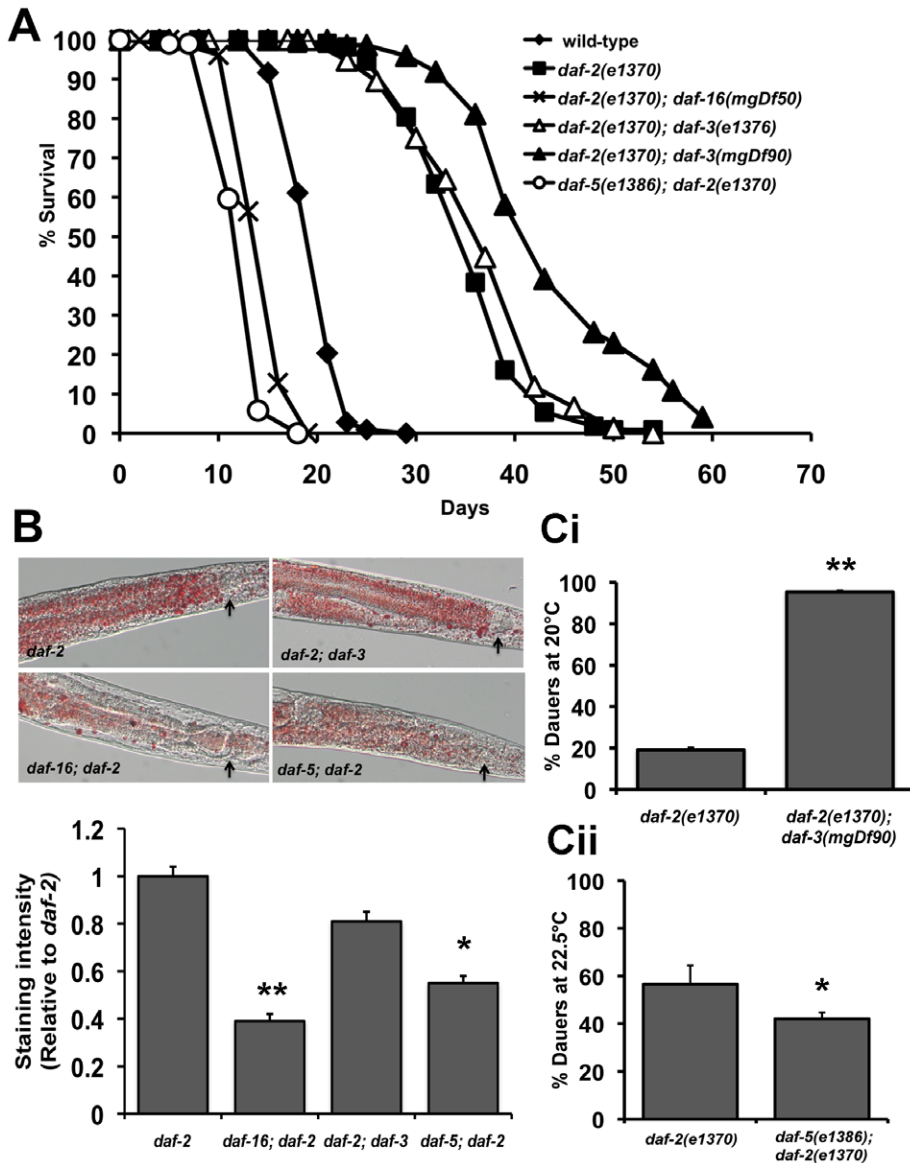 A
% Survival
100
90
80
70
60
50
40
30
20
10
0
0 10 20 30 40 50 60 70
Days
wild-type
daf-2(e1370)
daf-2(e1370); daf-16(mgDf50)
daf-2(e1370); daf-3(e1376)
daf-2(e1370); daf-3(mgDf90)
daf-5(e1386); daf-2(e1370)
B
daf-2
daf-2; daf-3
daf-16; daf-2
daf-5; daf-2
Staining intensity
(Relative to daf-2)
1.2
1
0.8
0.6
0.4
0.2
0
**
*
daf-2 daf-16; daf-2 daf-2; daf-3 daf-5; daf-2
Ci
% Dauers at 20°C
100
80
60
40
20
0
**
daf-2(e1370)
daf-2(e1370);
daf-3(mgDf90)
Cii
% Dauers at 22.5°C
100
80
60
40
20
0
*
daf-2(e1370)
daf-5(e1386);
daf-2(e1370)